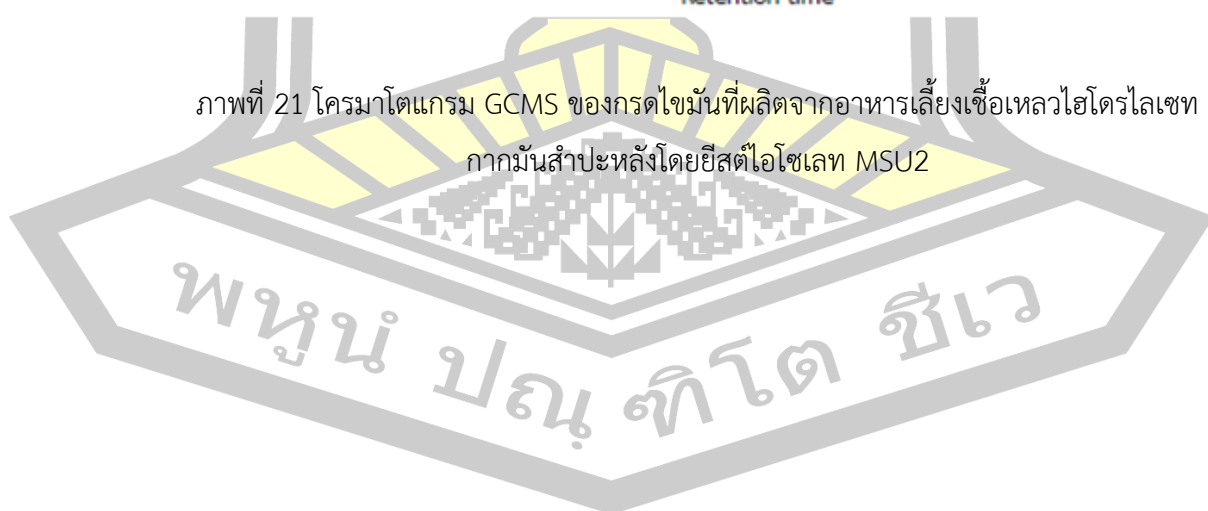 Retention time
ภาพที่ 21 โครมาโตแกรม GCMS ของกรดไขมันที่ผลิตจากอาหารเลี้ยงเชื้อเหลวไฮโดรไลเซท
กากมันสำปะหลังโดยยีสต์ไอโซเลท MSU2
พหูนํ ปณฺฑิโต ชีเว